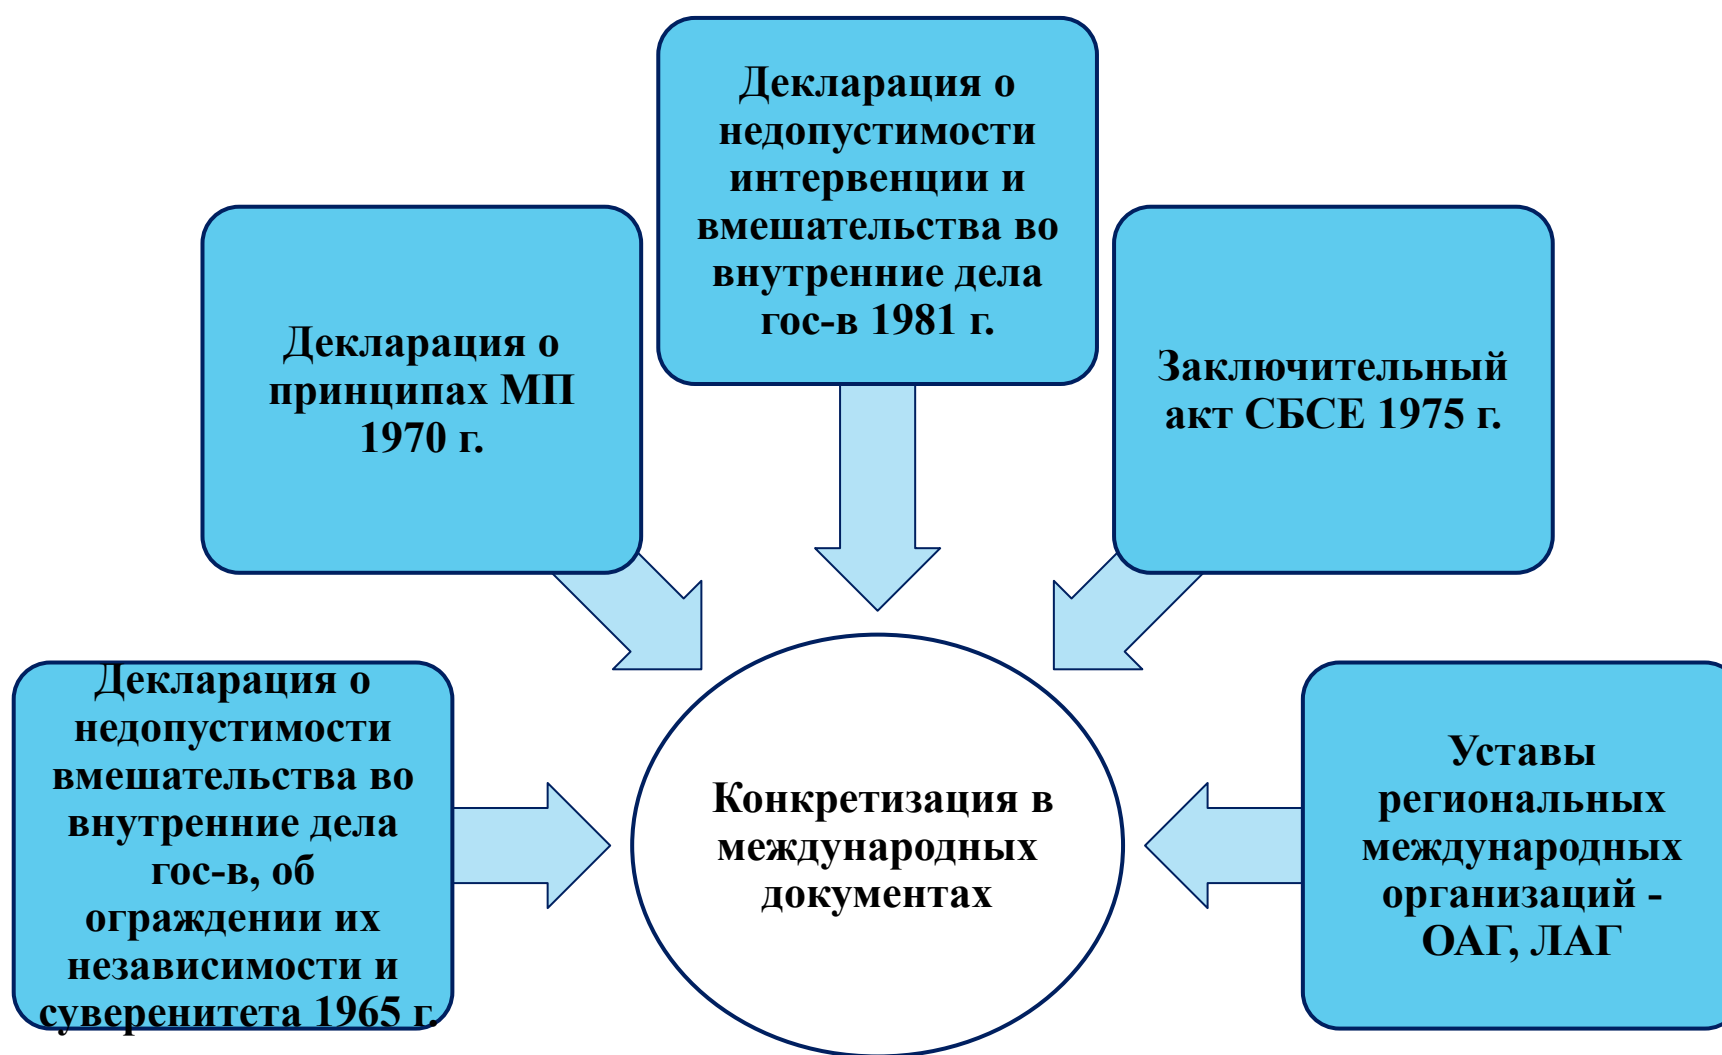 Декларация о
недопустимости
интервенции и
вмешательства во
внутренние дела
гос-в 1981 г.
Декларация о
принципах МП
1970 г.
Заключительный
акт СБСЕ 1975 г.
Декларация о
недопустимости
вмешательства во
внутренние дела
гос-в, об
ограждении их
независимости и
суверенитета 1965 г.
Конкретизация в
международных
документах
Уставы
региональных
международных
организаций -
ОАГ, ЛАГ